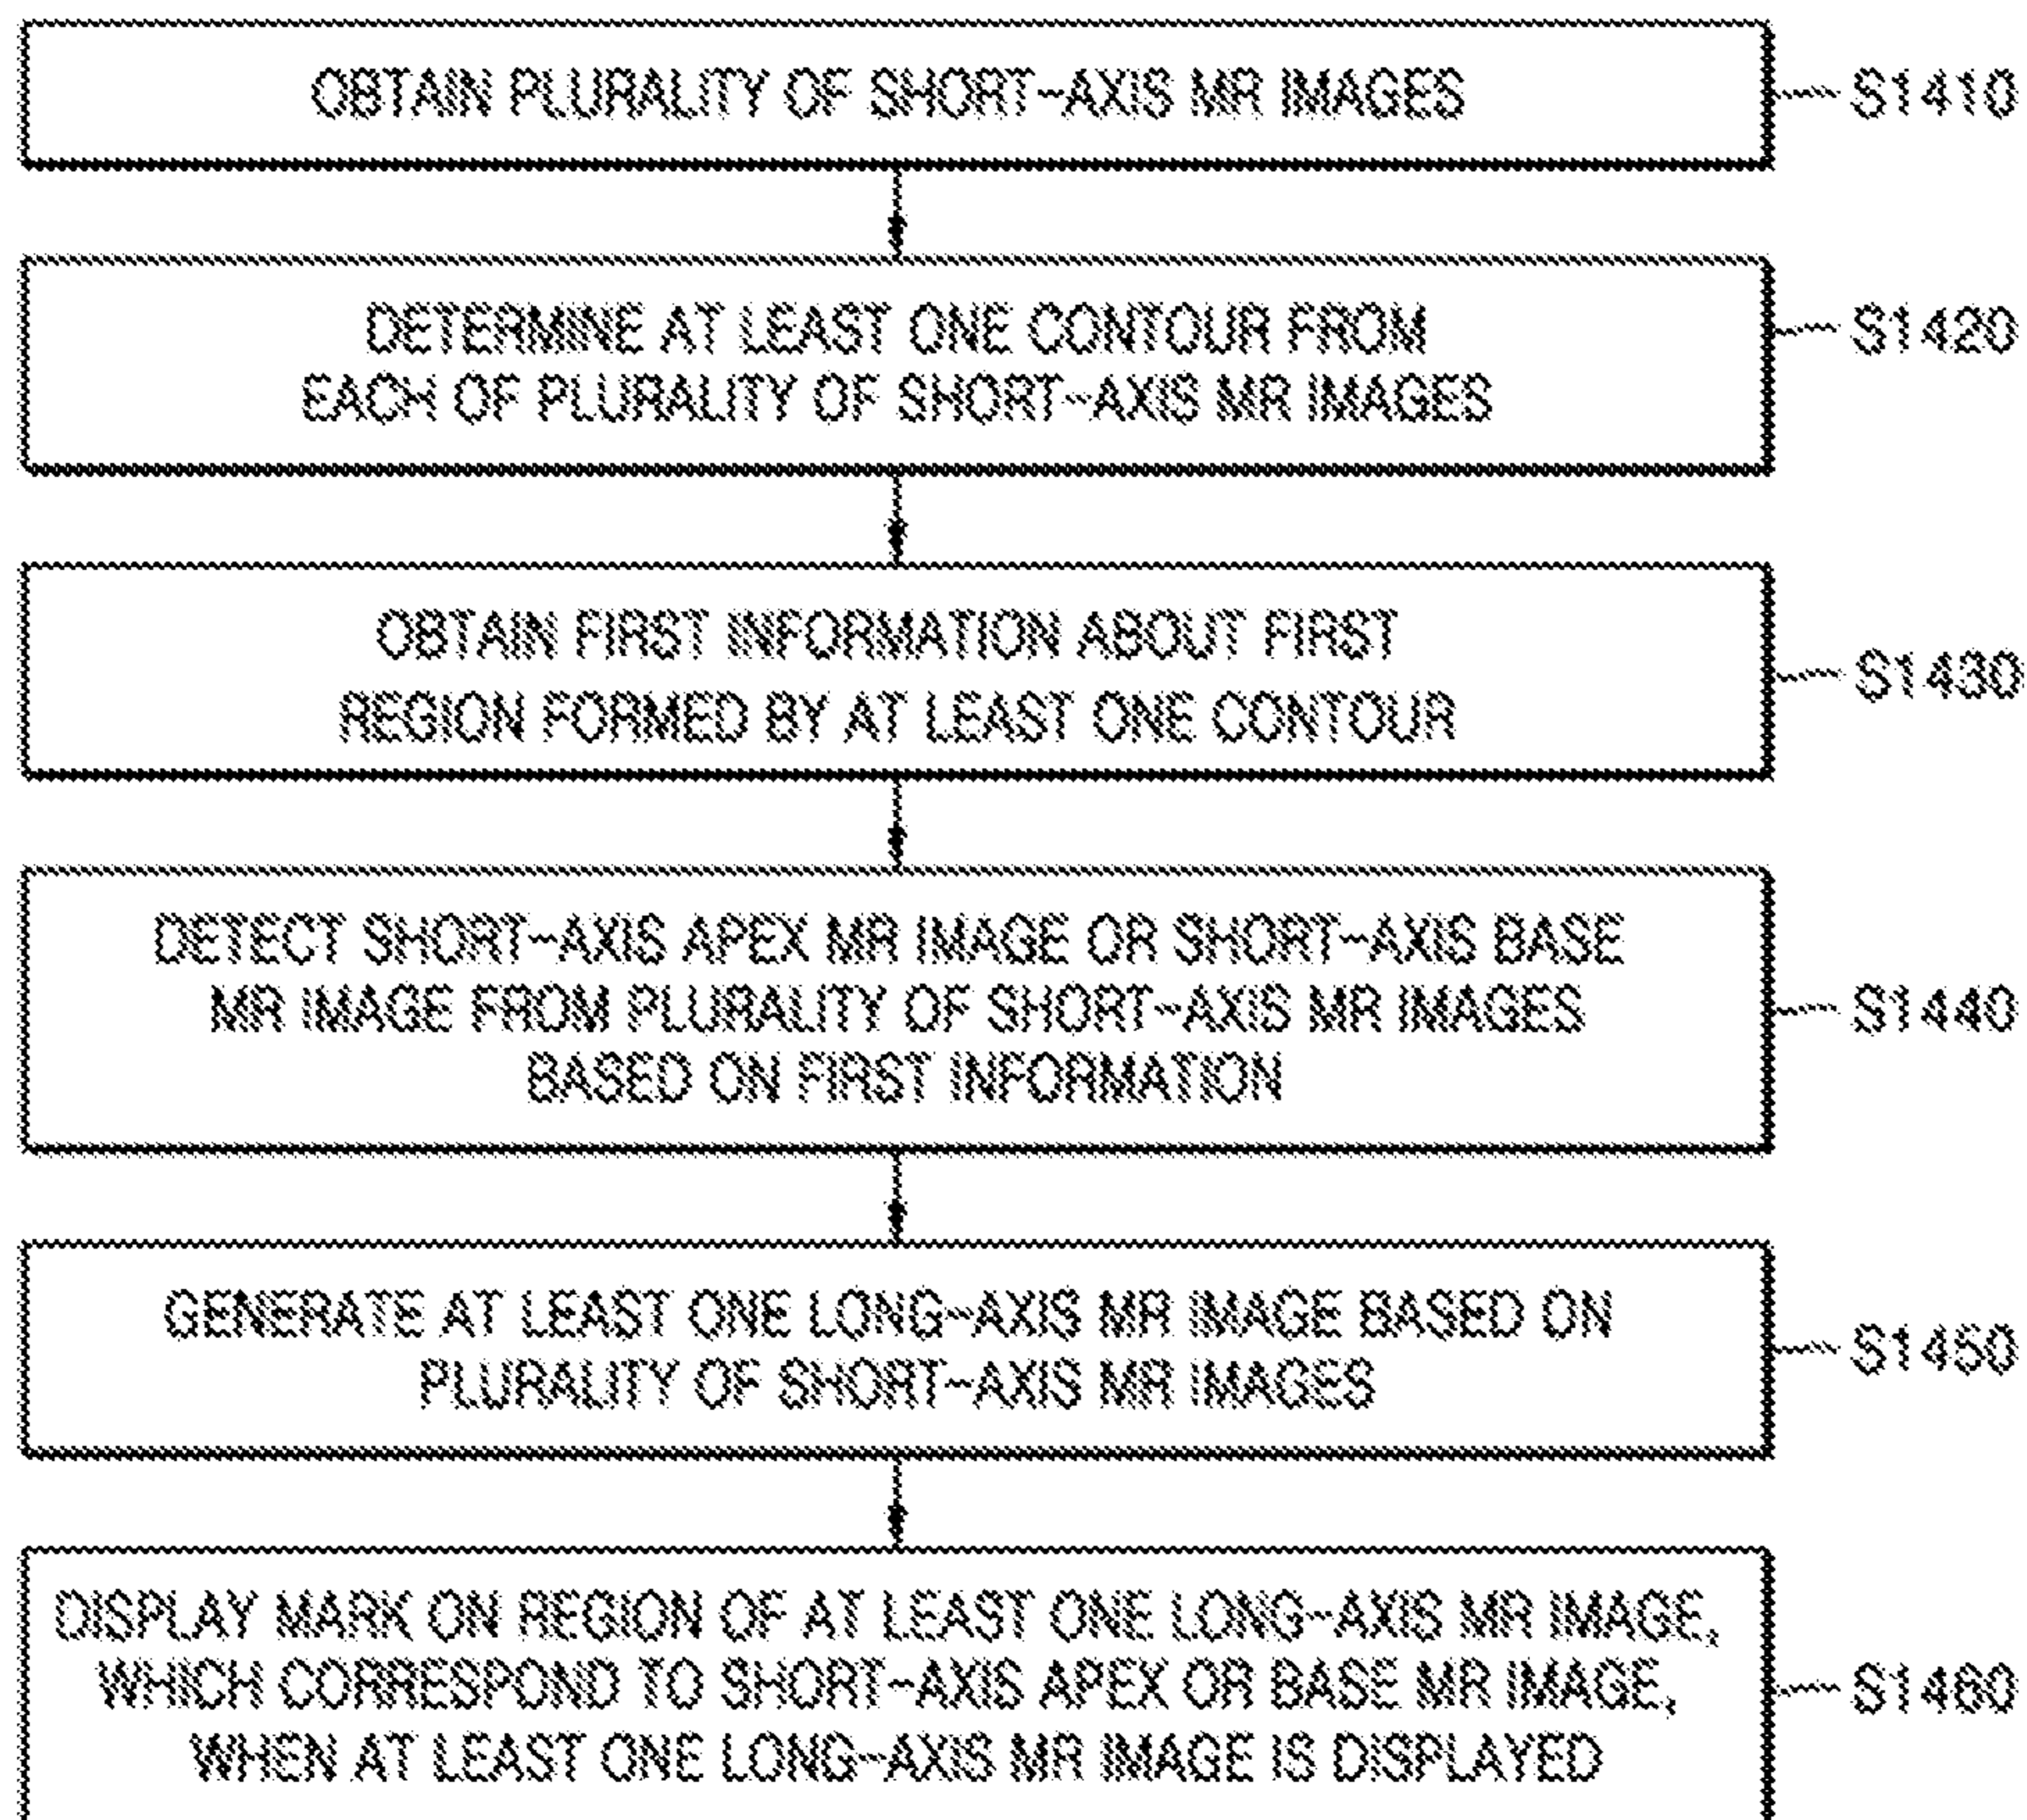 OBTAIN PLURALITY OF SHORT-AXIS MR IMAGES
S1410
DETERMINE AT LEAST ONE CONTOUR FROM
EACH OF PLURALITY OF SHORT-AXIS MR IMAGES
S1420
OBTAIN FIRST INFORMATION ABOUT FIRST
REGION FORMED BY AT LEAST ONE CONTOUR
S1430
DETECT SHORT-AXIS APEX MR IMAGE OR SHORT-AXIS BASE
MR IMAGE FROM PLURALITY OF SHORT-AXIS MR IMAGES
BASED ON FIRST INFORMATION
S1440
GENERATE AT LEAST ONE LONG-AXIS MR IMAGE BASED ON
PLURALITY OF SHORT-AXIS MR IMAGES
S1450
DISPLAY MARK ON REGION OF AT LEAST ONE LONG-AXIS MR IMAGE,
WHICH CORRESPOND TO SHORT-AXIS APEX OR BASE MR IMAGE,
WHEN AT LEAST ONE LONG-AXIS MR IMAGE IS DISPLAYED
S1460